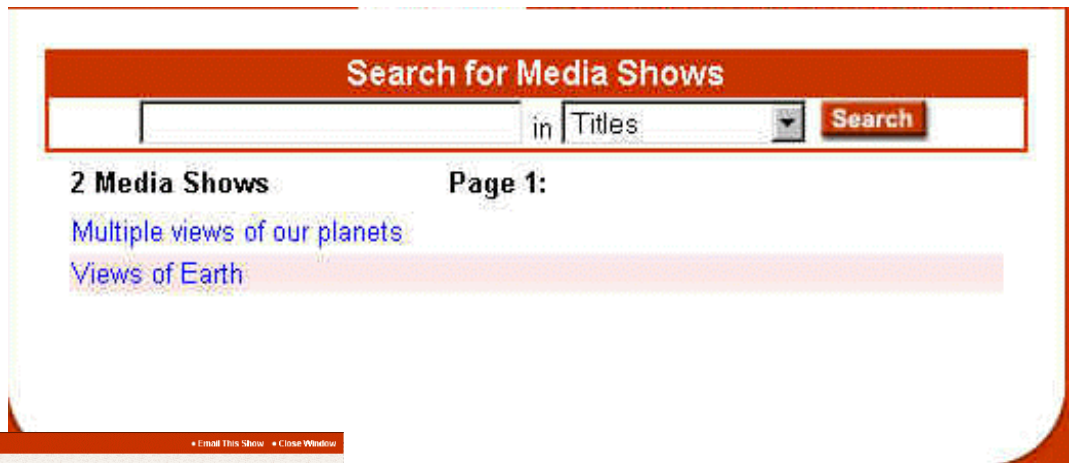 Search for Media Shows
in Titles Search
2 Media Shows Page 1:
Multiple views of our planets
Views of Earth
• Email This Show • Close Window